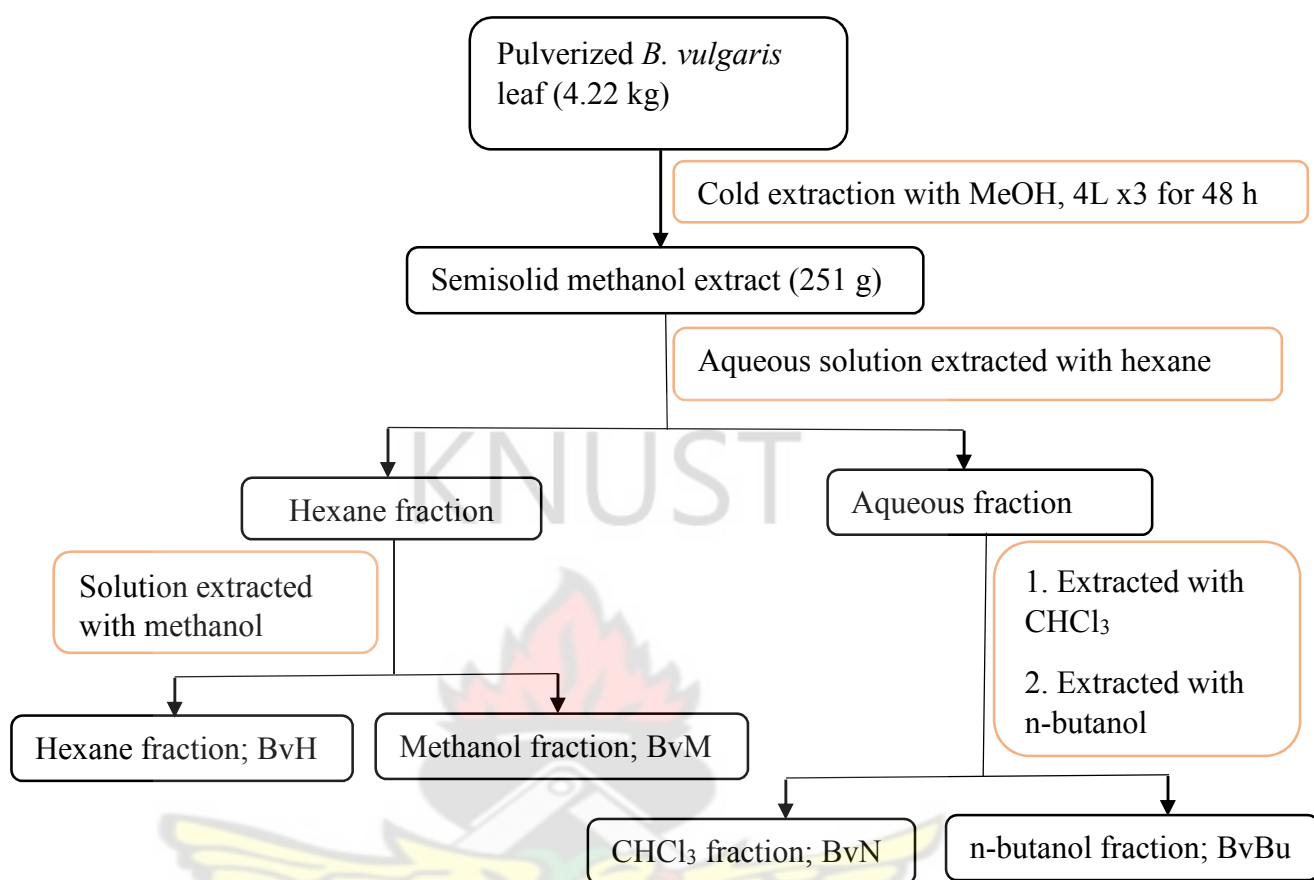 Pulverized B. vulgaris
leaf (4.22 kg)
Cold extraction with MeOH, 4L x3 for 48 h
Semisolid methanol extract (251 g)
Aqueous solution extracted with hexane
KNUST
Hexane fraction
Aqueous fraction
Solution extracted
with methanol
1. Extracted with
CHCl₃
2. Extracted with
n-butanol
Hexane fraction; BvH
Methanol fraction; BvM
CHCl₃ fraction; BvN
n-butanol fraction; BvBu